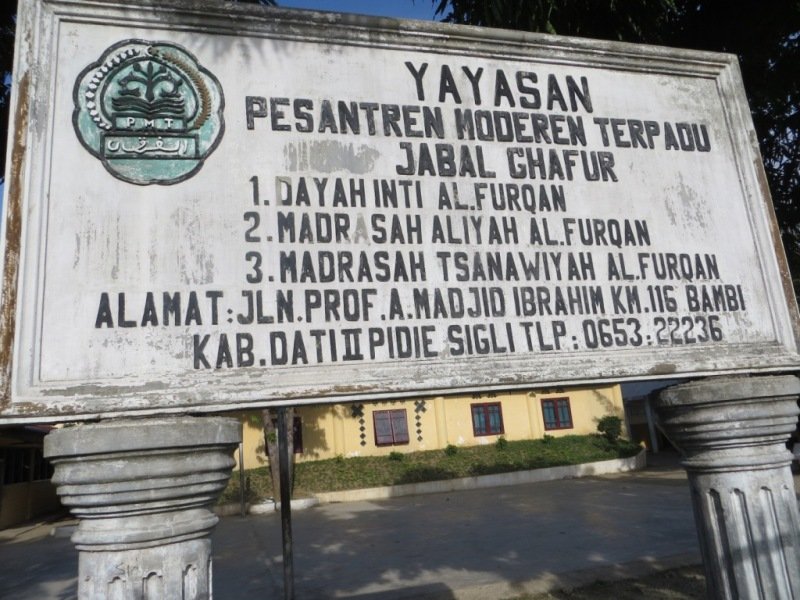 P.M.T
الفرقان
YAYASAN
PESANTREN MODEREN TERPADU
JABAL GHAFUR
1. DAYAH INTI AL.FURQAN
2. MADRASAH ALIYAH AL.FURQAN
3. MADRASAH TSANAWIYAH AL.FURQAN
ALAMAT: JLN.PROF.A.MADJID IBRAHIM KM.116 BAMBI
KAB.DATI II PIDIE SIGLI TLP: 0653: 22236